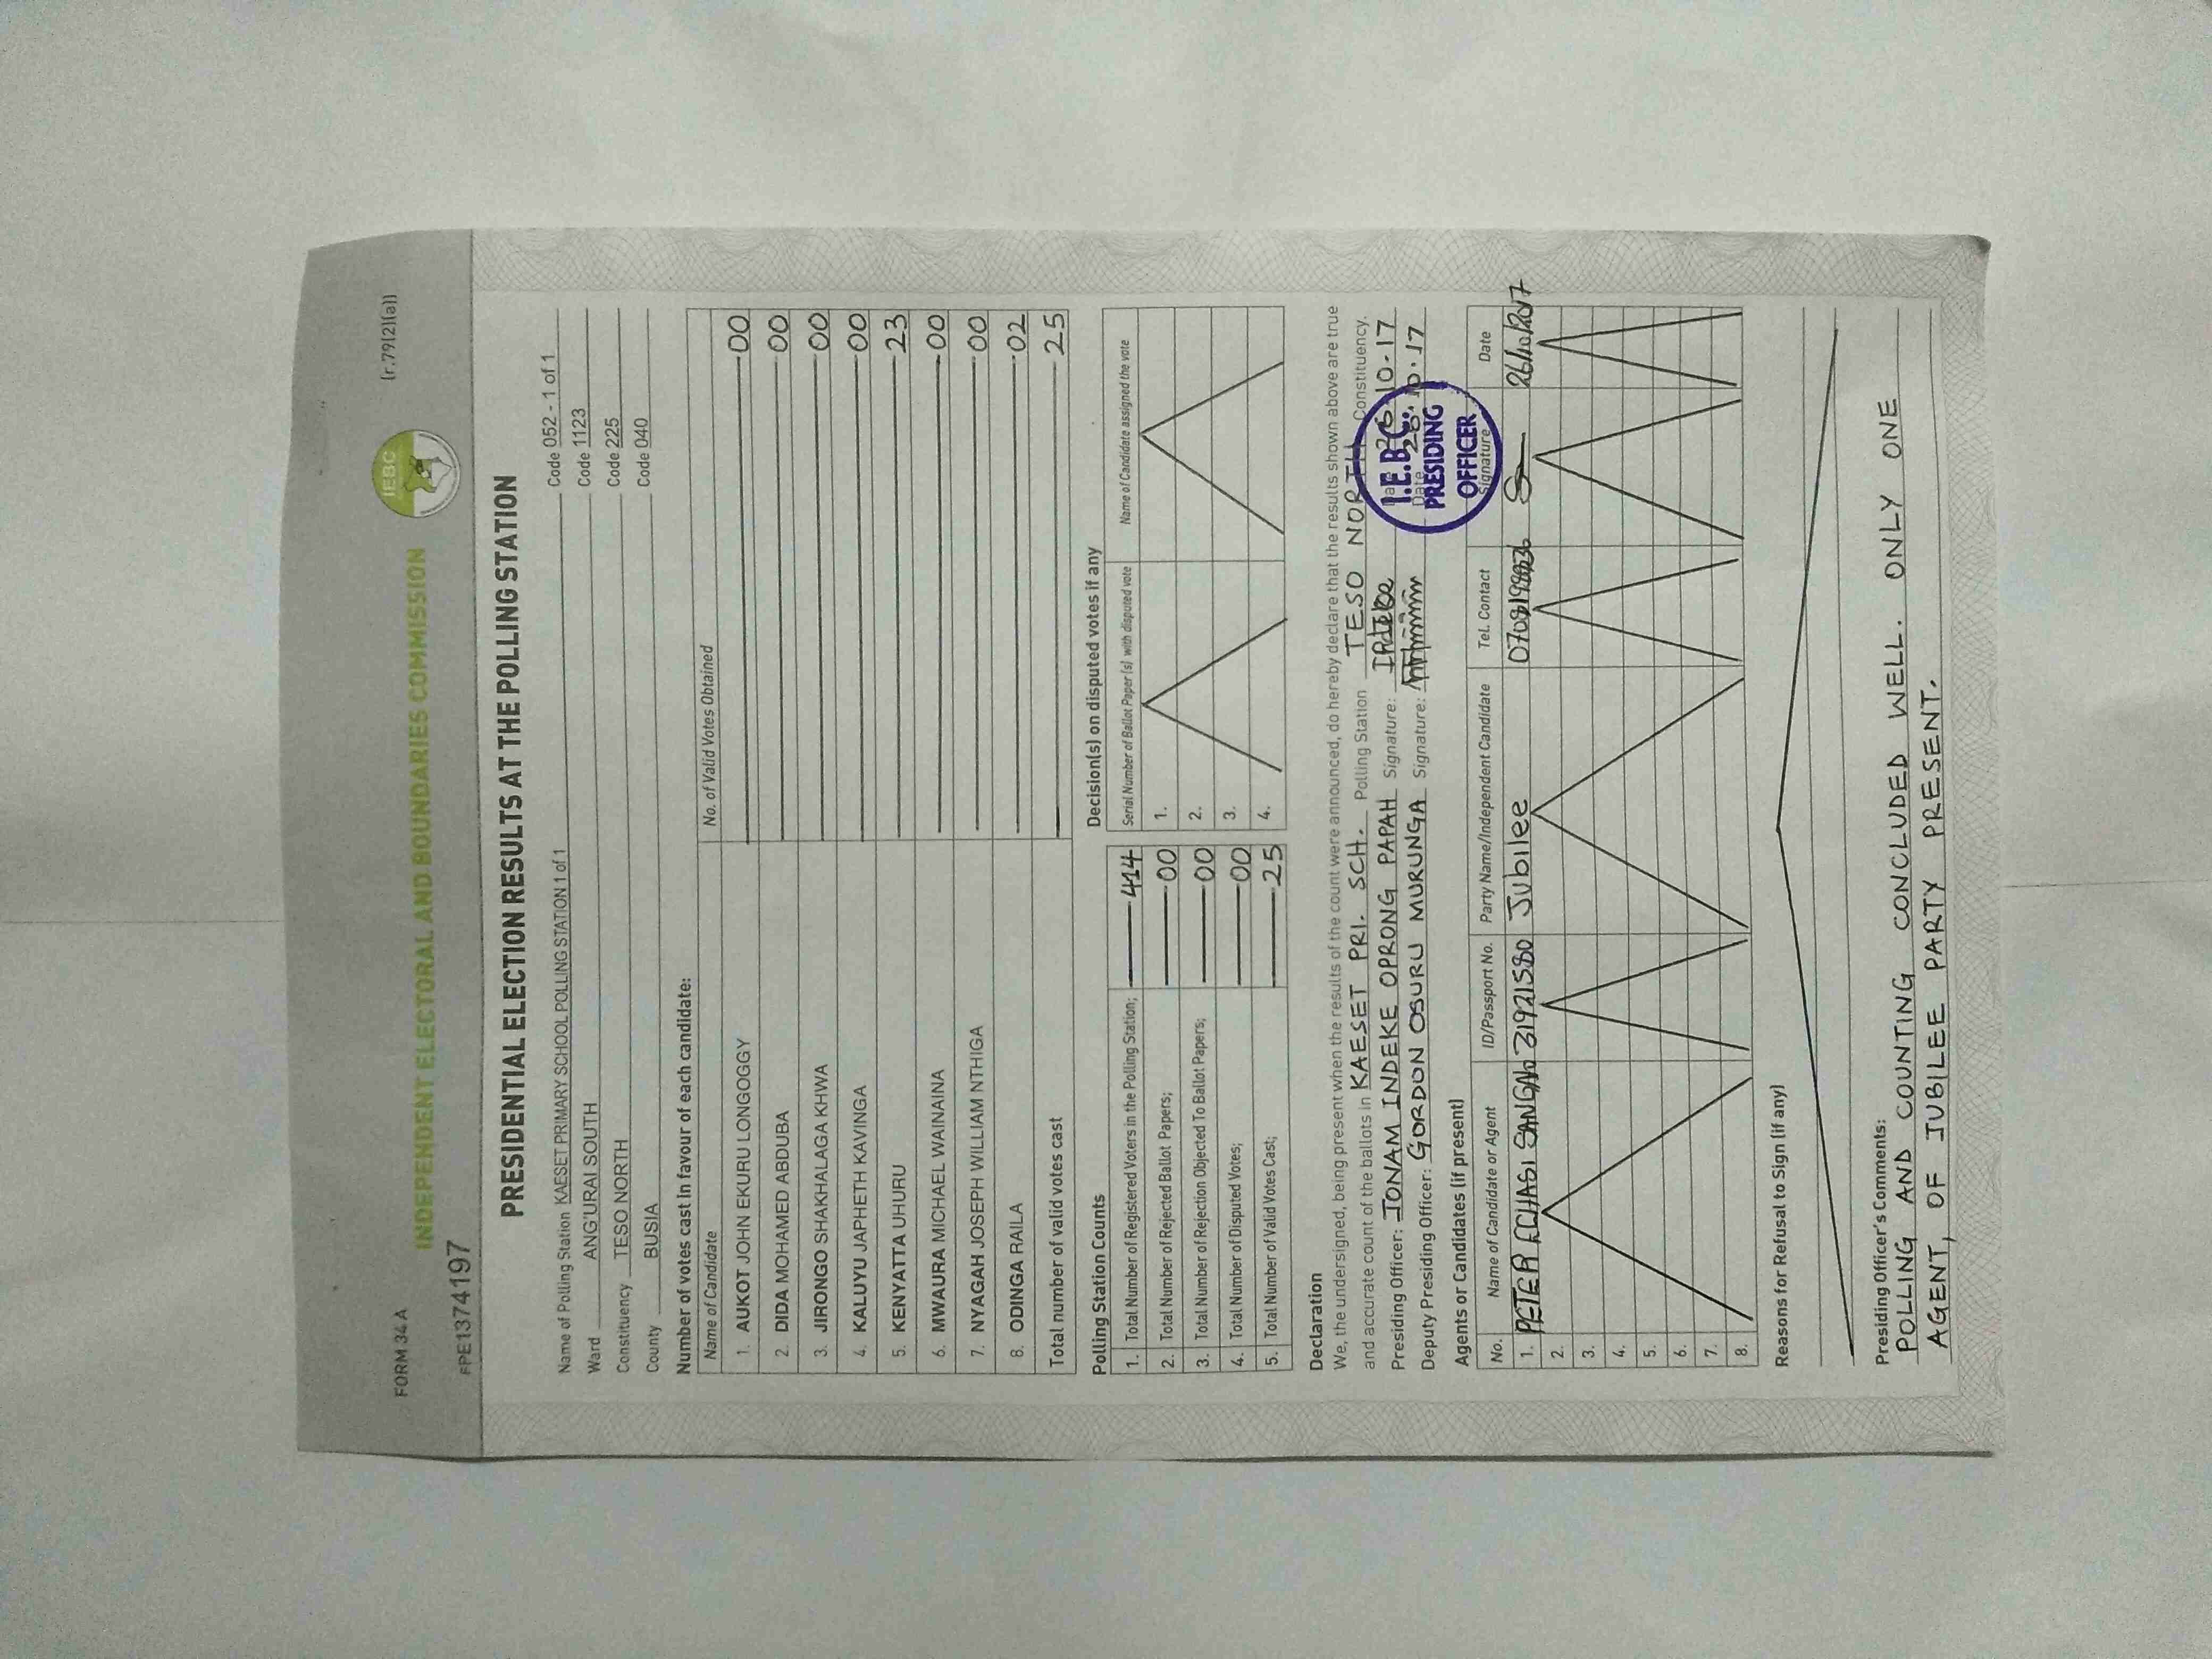 FORM 34 A
(r.79(2)(a))
IEBC
INDEPENDENT ELECTORAL AND BOUNDARIES COMMISSION
FPE1374197
PRESIDENTIAL ELECTION RESULTS AT THE POLLING STATION
Name of Polling Station KAESET PRIMARY SCHOOL POLLING STATION 1 of 1 Code 052 - 1 of 1
Ward ANG'URAI SOUTH Code 1123
Constituency TESO NORTH Code 225
County BUSIA Code 040
Number of votes cast in favour of each candidate:
Name of Candidate No. of Valid Votes Obtained
1. AUKOT JOHN EKURU LONGOGGY 00
2. DIDA MOHAMED ABDUBA 00
3. JIRONGO SHAKHALAGA KHWA 00
4. KALUYU JAPHETH KAVINGA 00
5. KENYATTA UHURU 23
6. MWAURA MICHAEL WAINAINA 00
7. NYAGAH JOSEPH WILLIAM NTHIGA 00
8. ODINGA RAILA 02
Total number of valid votes cast 25
Polling Station Counts
1. Total Number of Registered Voters in the Polling Station; 414
2. Total Number of Rejected Ballot Papers; 00
3. Total Number of Rejection Objected To Ballot Papers; 00
4. Total Number of Disputed Votes; 00
5. Total Number of Valid Votes Cast; 25
Decision(s) on disputed votes if any
Serial Number of Ballot Paper (s) with disputed vote Name of Candidate assigned the vote
1.
2.
3.
4.
Declaration
We, the undersigned, being present when the results of the count were announced, do hereby declare that the results shown above are true
and accurate count of the ballots in KAESET PRI. SCH. Polling Station TESO NORTH Constituency.
Presiding Officer: JONAM INDEKE OPRONG PAPAH Signature: Date 26-10-17
Deputy Presiding Officer: GORDON OSURU MURUNGA Signature: Date 26.10.17
I.E.B.C.
PRESIDING
OFFICER
Agents or Candidates (if present)
No. Name of Candidate or Agent ID/Passport No. Party Name/Independent Candidate Tel. Contact Signature Date
1. PETER 31921580 Jubilee 26/10/2017
2.
3.
4.
5.
6.
7.
8.
Reasons for Refusal to Sign (if any)
Presiding Officer's Comments:
POLLING AND COUNTING CONCLUDED WELL. ONLY ONE
AGENT, OF JUBILEE PARTY PRESENT.